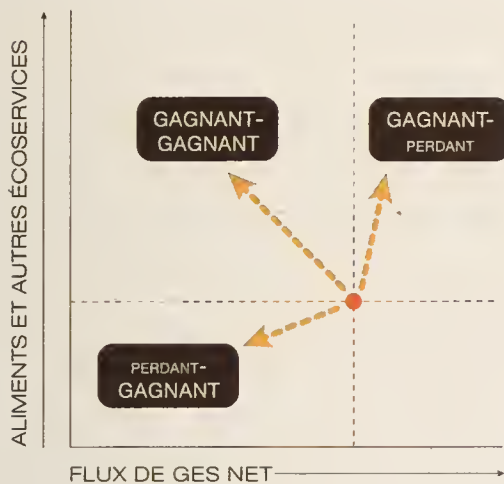 ALIMENTS ET AUTRES ÉCOSERVICES
GAGNANT-
GAGNANT
GAGNANT-
PERDANT
PERDANT-
GAGNANT
FLUX DE GES NET